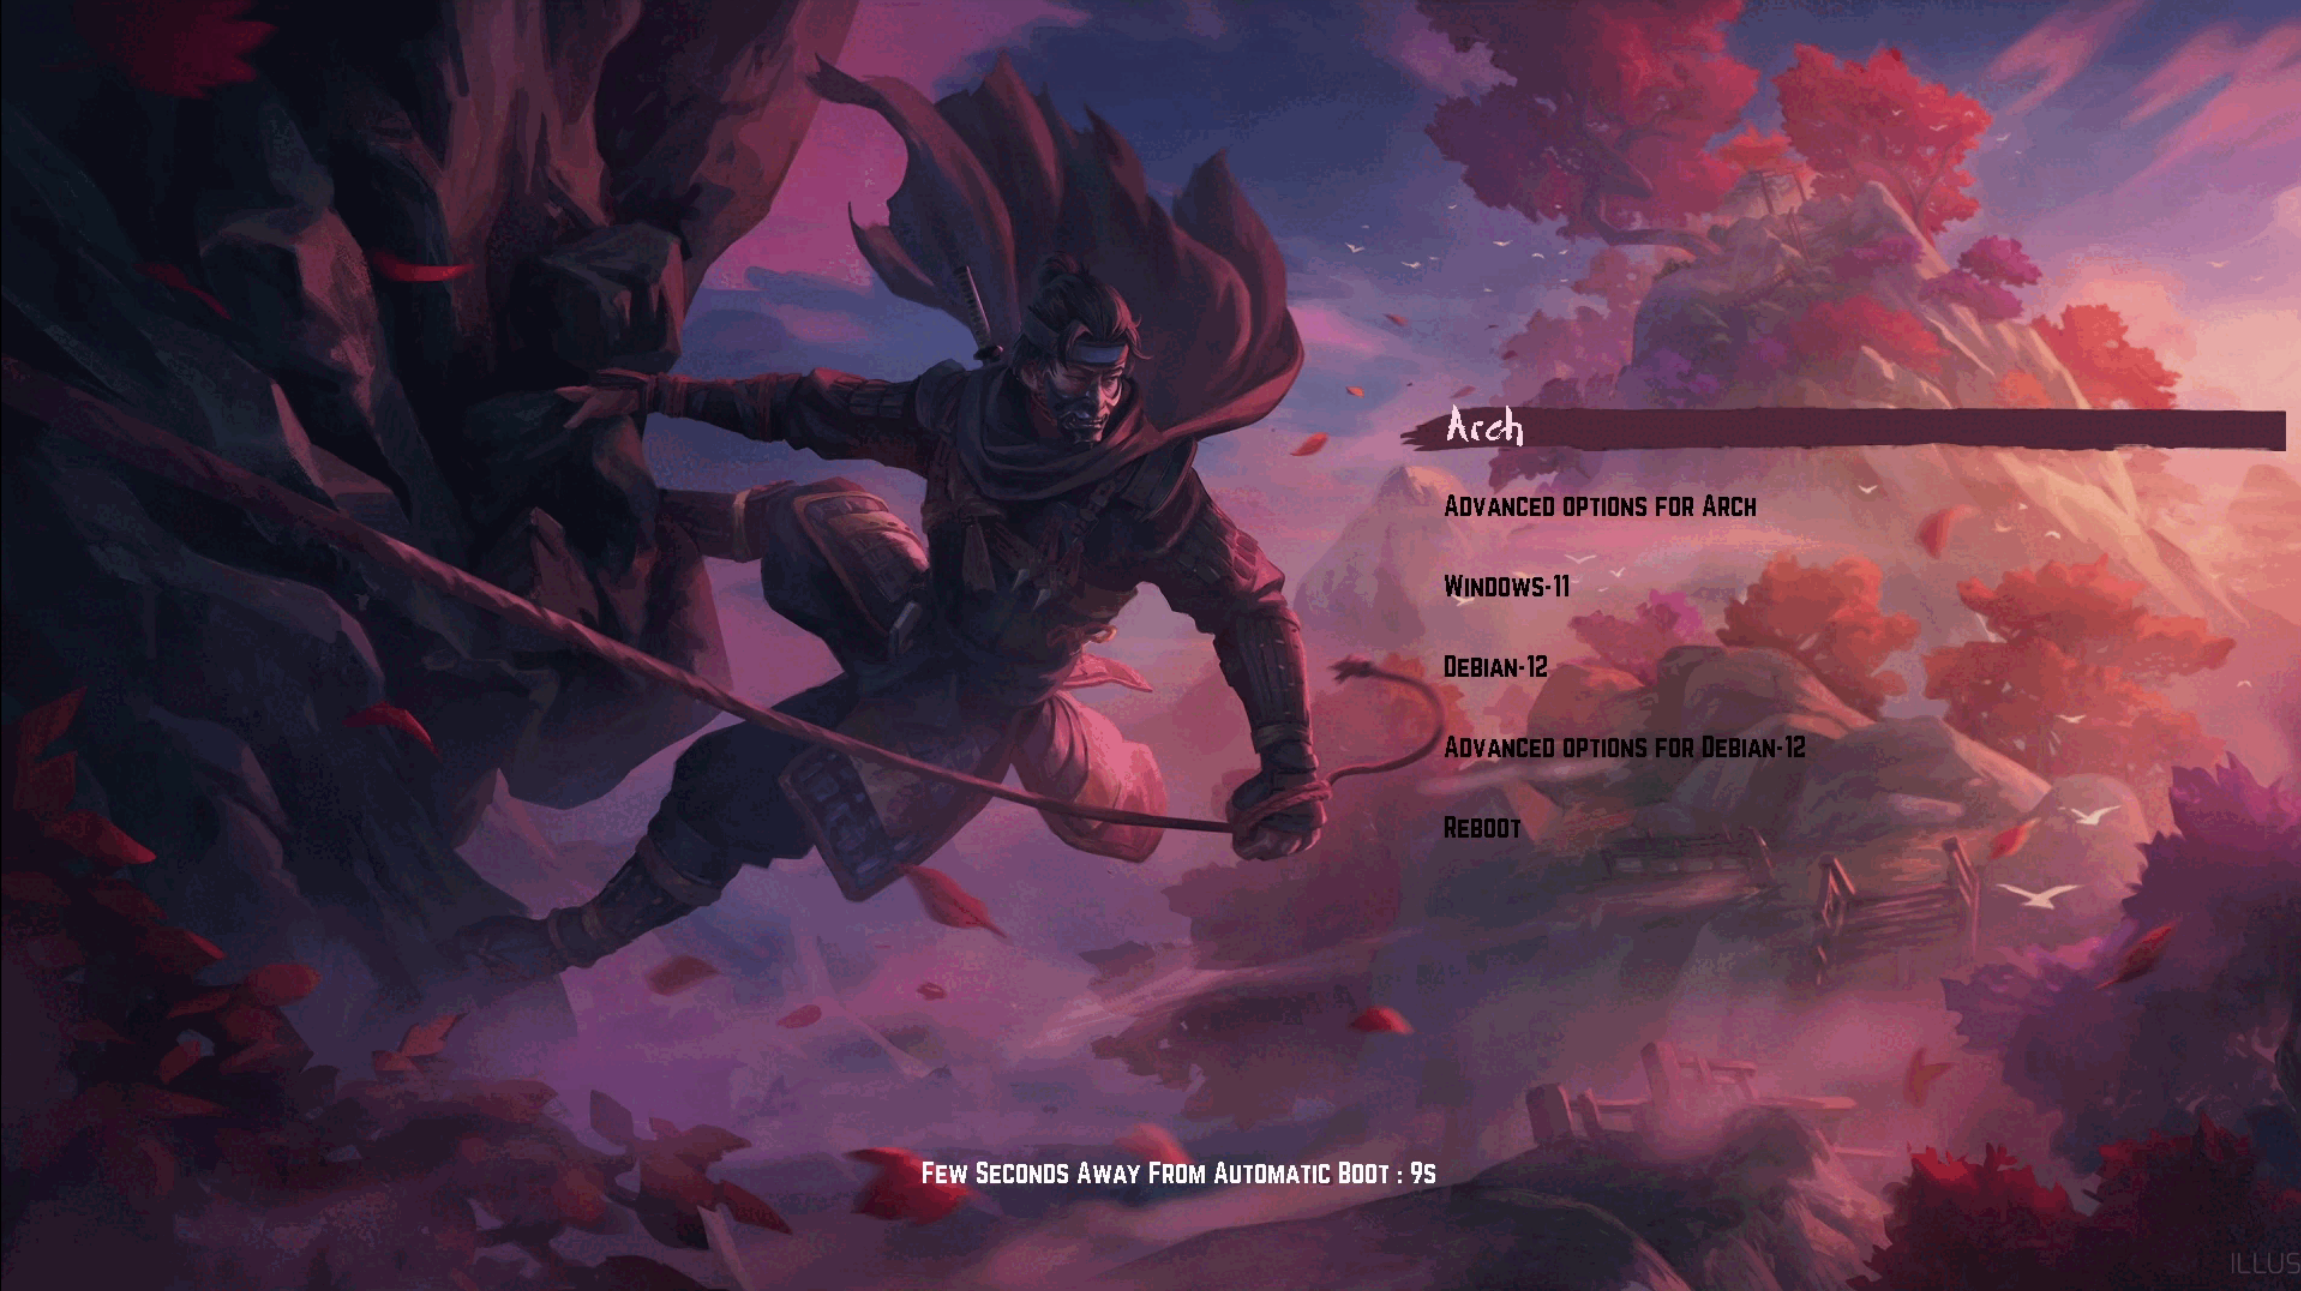 Arch
Advanced options for Arch
Windows-11
Debian-12
Advanced options for Debian-12
Reboot
Few Seconds Away From Automatic Boot : 9s
ILLUS